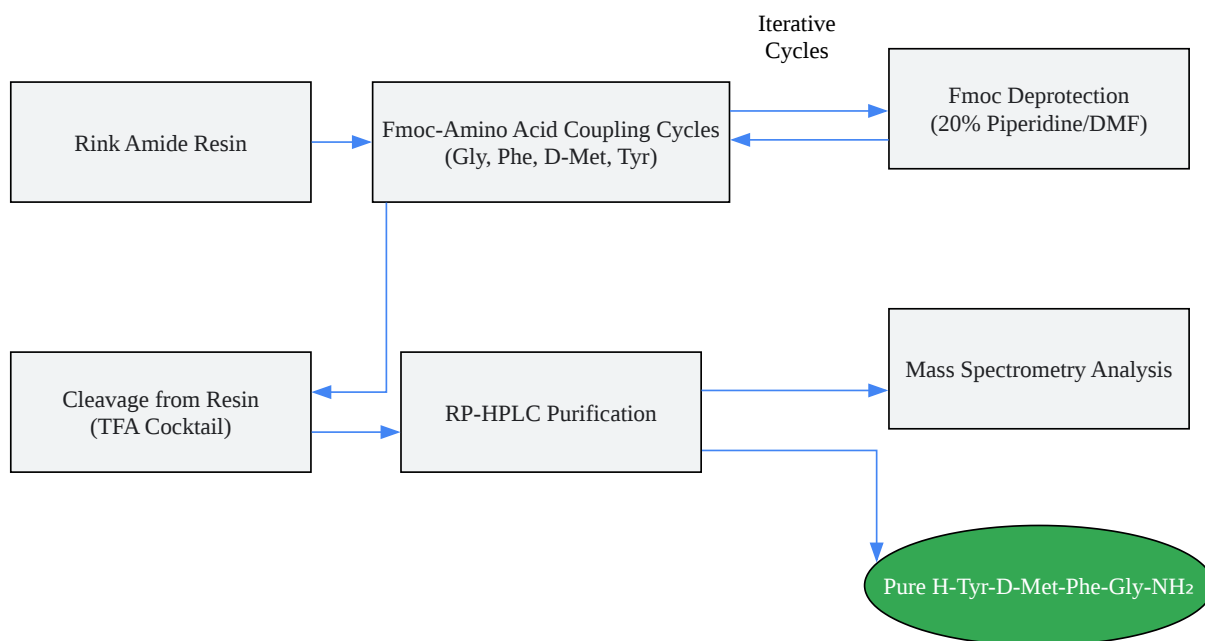 Iterative
Cycles
Rink Amide Resin
Fmoc-Amino Acid Coupling Cycles
(Gly, Phe, D-Met, Tyr)
Fmoc Deprotection
(20% Piperidine/DMF)
Cleavage from Resin
(TFA Cocktail)
RP-HPLC Purification
Mass Spectrometry Analysis
Pure H-Tyr-D-Met-Phe-Gly-NH₂